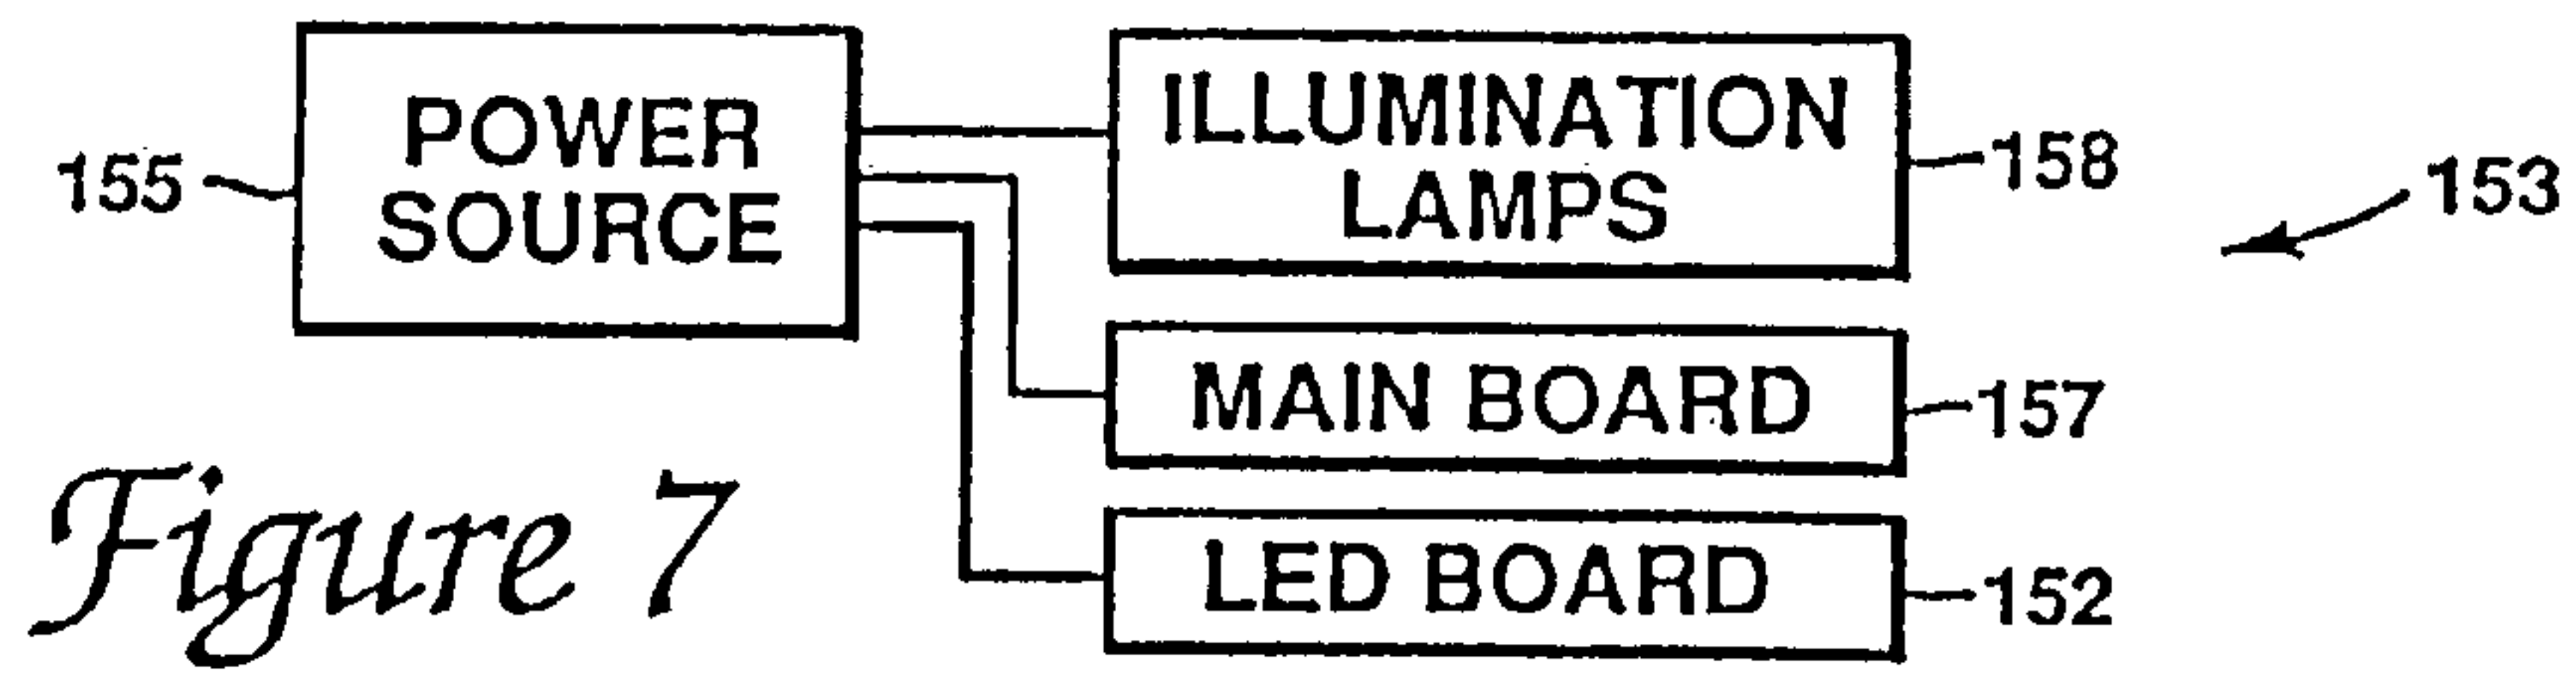 155
POWER
SOURCE
ILLUMINATION
LAMPS
158
153
MAIN BOARD
157
LED BOARD
152
Figure 7